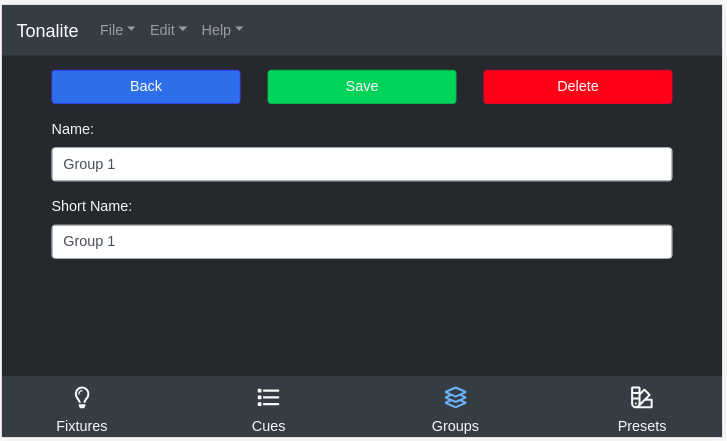 Tonalite File Edit Help
Back Save Delete
Name:
Group 1
Short Name:
Group 1
Fixtures Cues Groups Presets